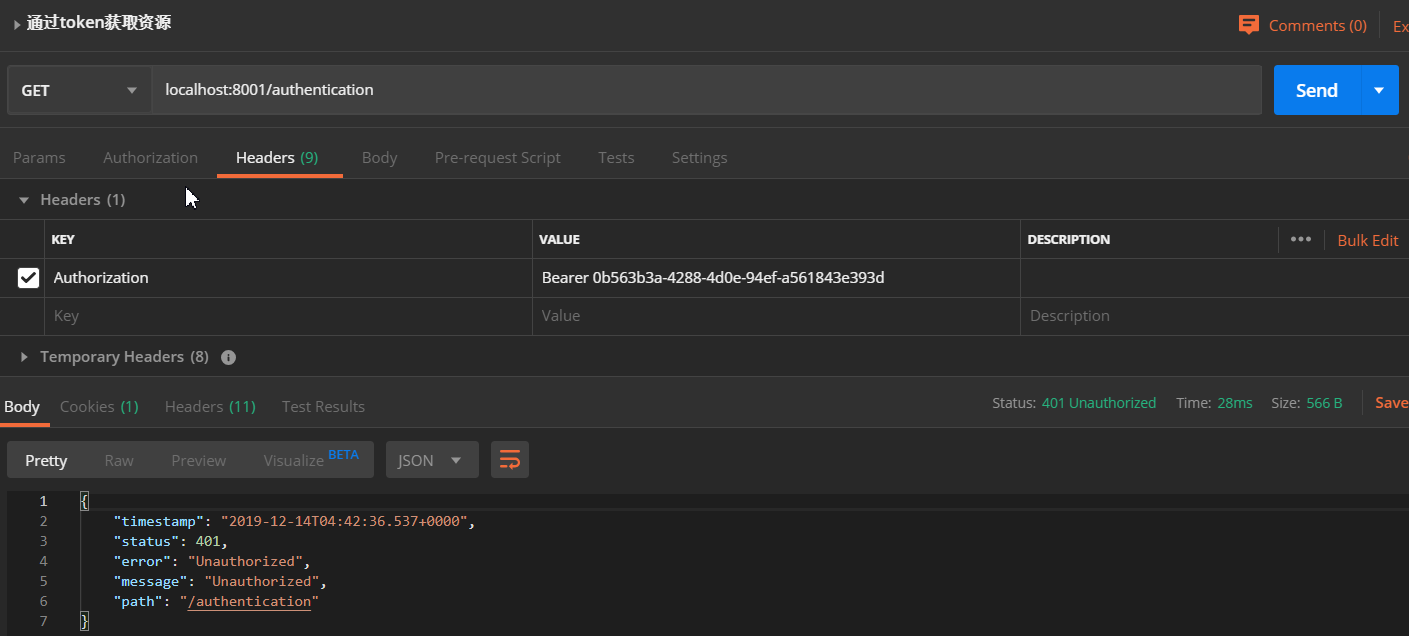 通过token获取资源
Comments (0) Ex
GET localhost:8001/authentication Send
Params Authorization Headers (9) Body Pre-request Script Tests Settings
Headers (1)
KEY VALUE DESCRIPTION ••• Bulk Edit
Authorization Bearer 0b563b3a-4288-4d0e-94ef-a561843e393d
Key Value Description
Temporary Headers (8) i
Body Cookies (1) Headers (11) Test Results Status: 401 Unauthorized Time: 28ms Size: 566 B Save
Pretty Raw Preview Visualize BETA JSON
1 {
2 "timestamp": "2019-12-14T04:42:36.537+0000",
3 "status": 401,
4 "error": "Unauthorized",
5 "message": "Unauthorized",
6 "path": "/authentication"
7 }